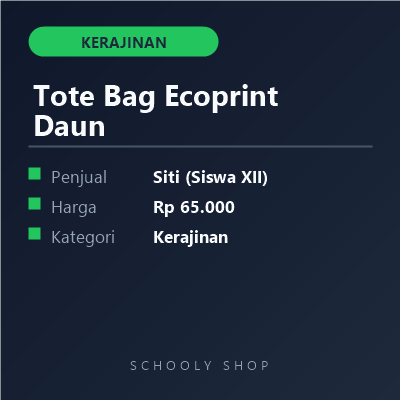 KERAJINAN
Tote Bag Ecoprint
Daun
Penjual Siti (Siswa XII)
Harga Rp 65.000
Kategori Kerajinan
SCHOOLY SHOP